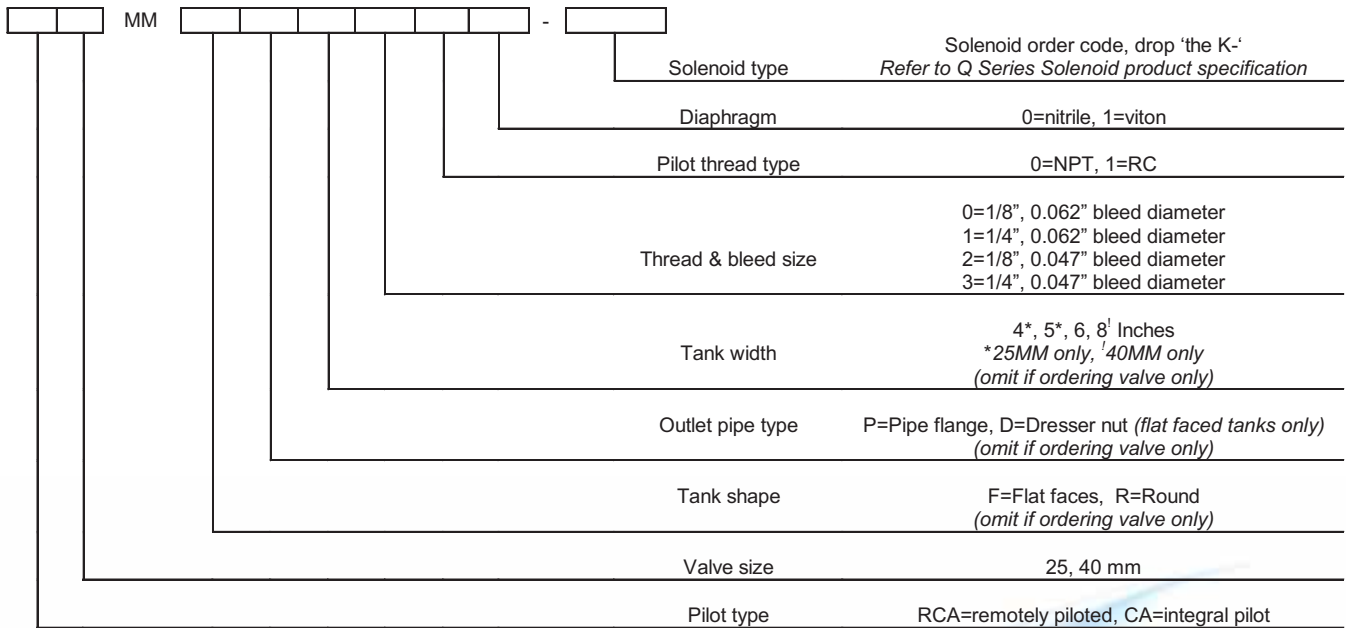 MM -
Solenoid order code, drop ‘the K-‘
Solenoid type Refer to Q Series Solenoid product specification
Diaphragm 0=nitrile, 1=viton
Pilot thread type 0=NPT, 1=RC
0=1/8”, 0.062” bleed diameter
1=1/4”, 0.062” bleed diameter
Thread & bleed size 2=1/8”, 0.047” bleed diameter
3=1/4”, 0.047” bleed diameter
4*, 5*, 6, 8! Inches
Tank width *25MM only, !40MM only
(omit if ordering valve only)
Outlet pipe type P=Pipe flange, D=Dresser nut (flat faced tanks only)
(omit if ordering valve only)
Tank shape F=Flat faces, R=Round
(omit if ordering valve only)
Valve size 25, 40 mm
Pilot type RCA=remotely piloted, CA=integral pilot